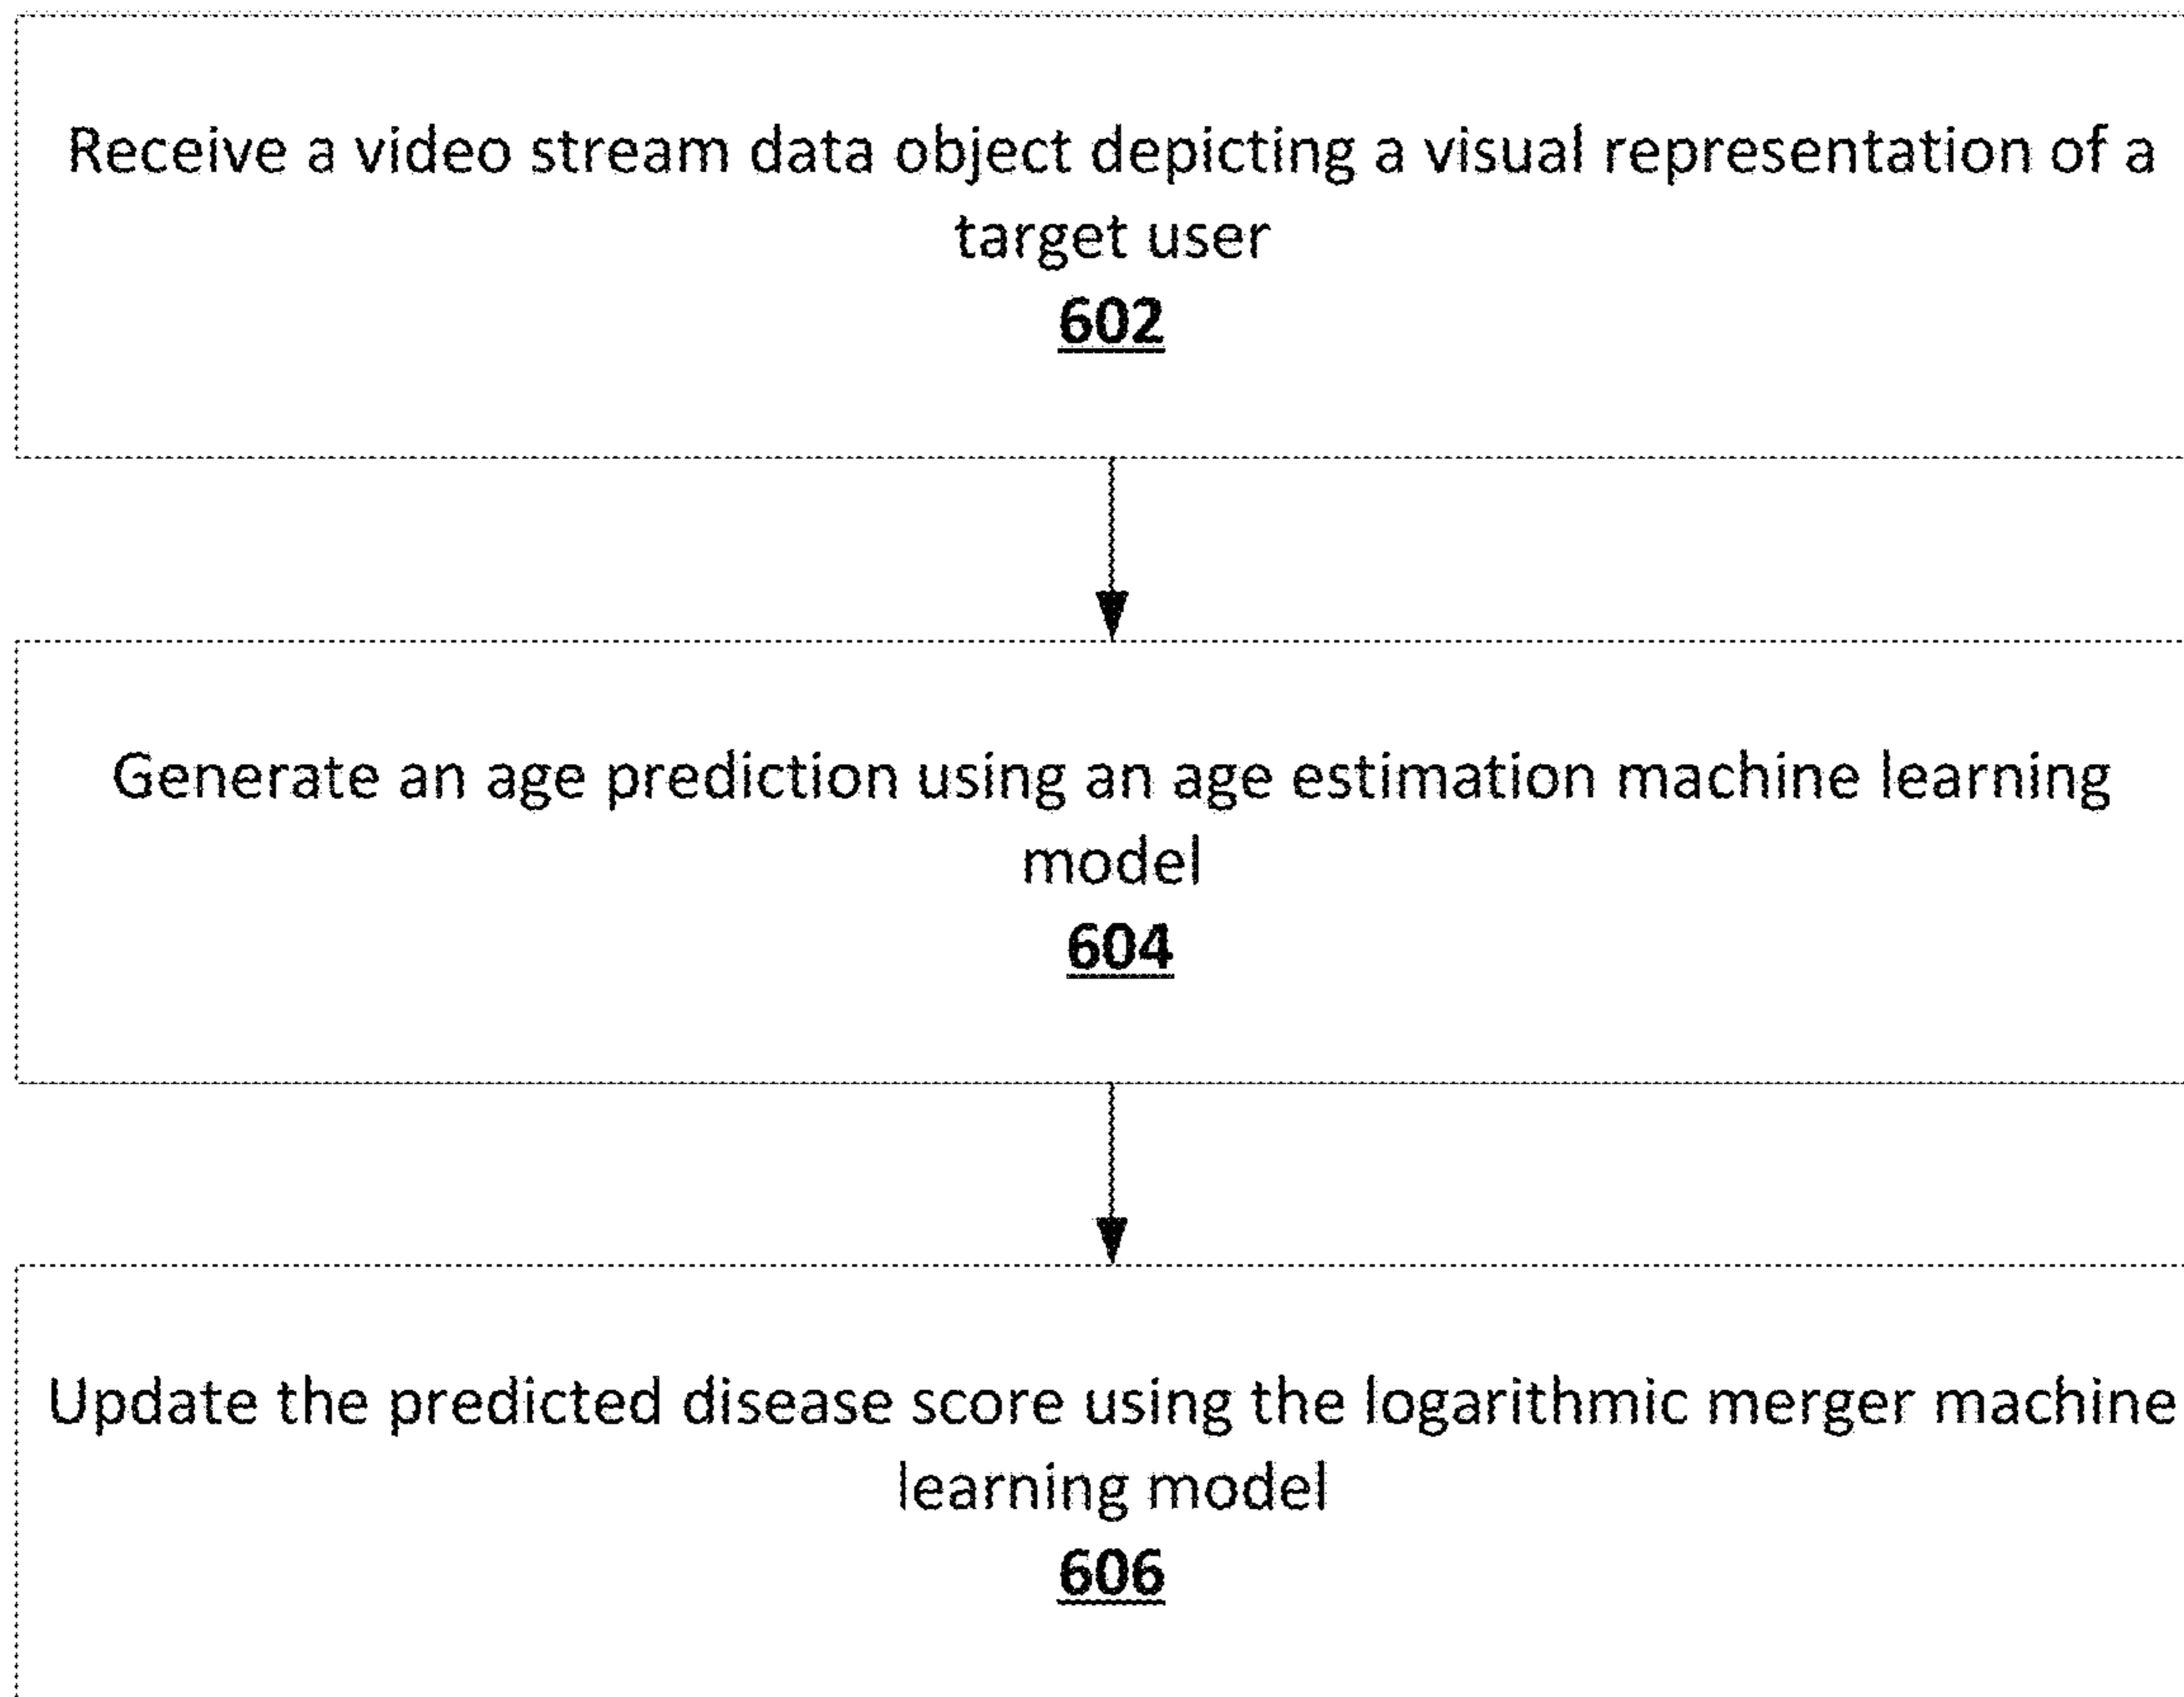 Receive a video stream data object depicting a visual representation of a
target user
602
Generate an age prediction using an age estimation machine learning
model
604
Update the predicted disease score using the logarithmic merger machine
learning model
606